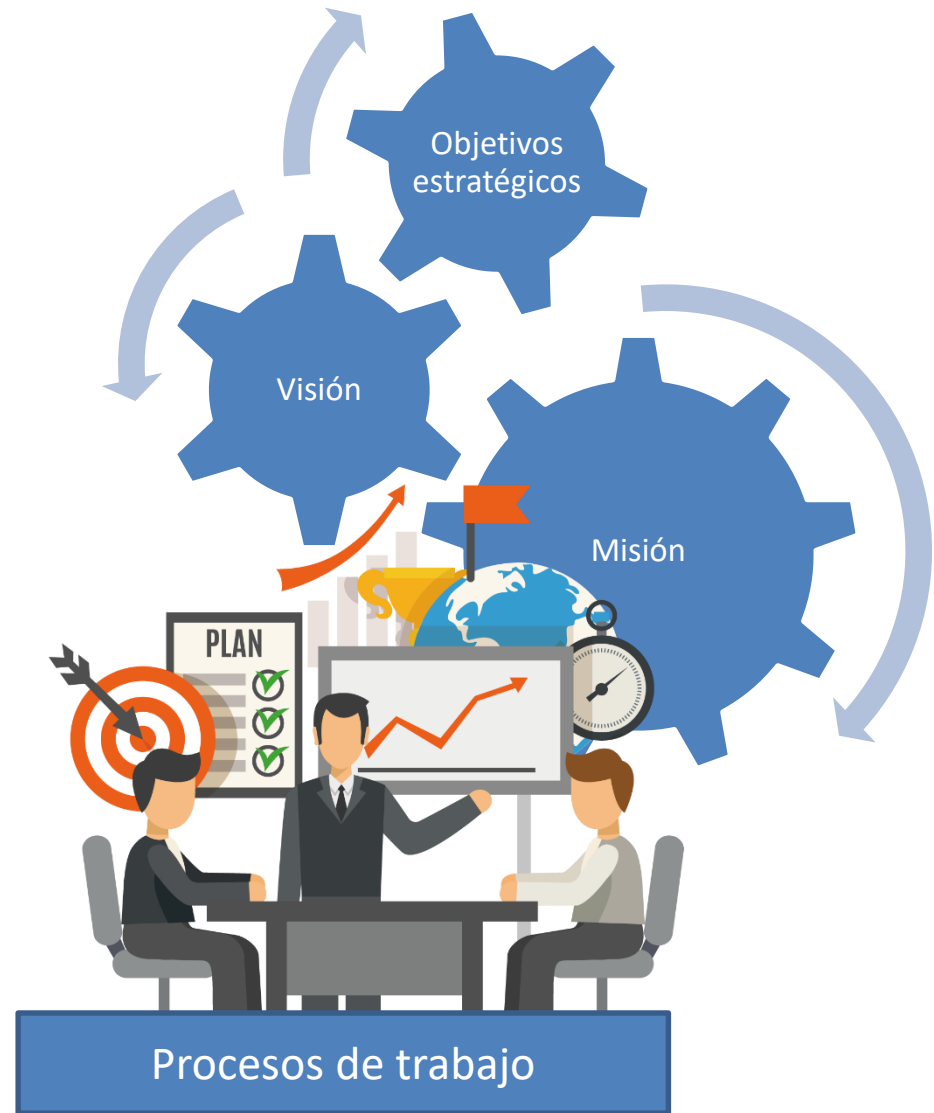 Objetivos
estratégicos
Visión
Misión
PLAN
Procesos de trabajo